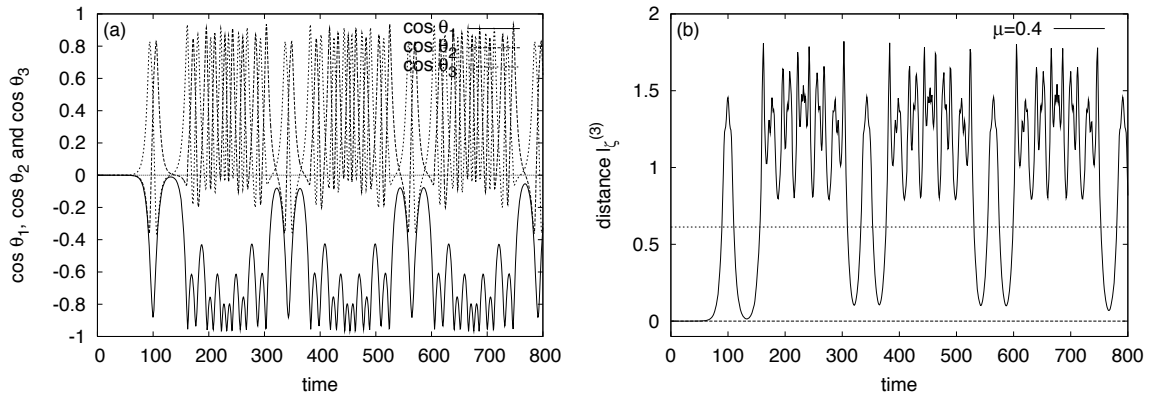 (a)
cos θ1
cos θ2
cos θ3
1
0.8
0.6
0.4
0.2
0
-0.2
-0.4
-0.6
-0.8
-1
cos θ1, cos θ2 and cos θ3
0 100 200 300 400 500 600 700 800
time
(b)
μ=0.4
2
1.5
1
0.5
0
distance lζ(3)
0 100 200 300 400 500 600 700 800
time